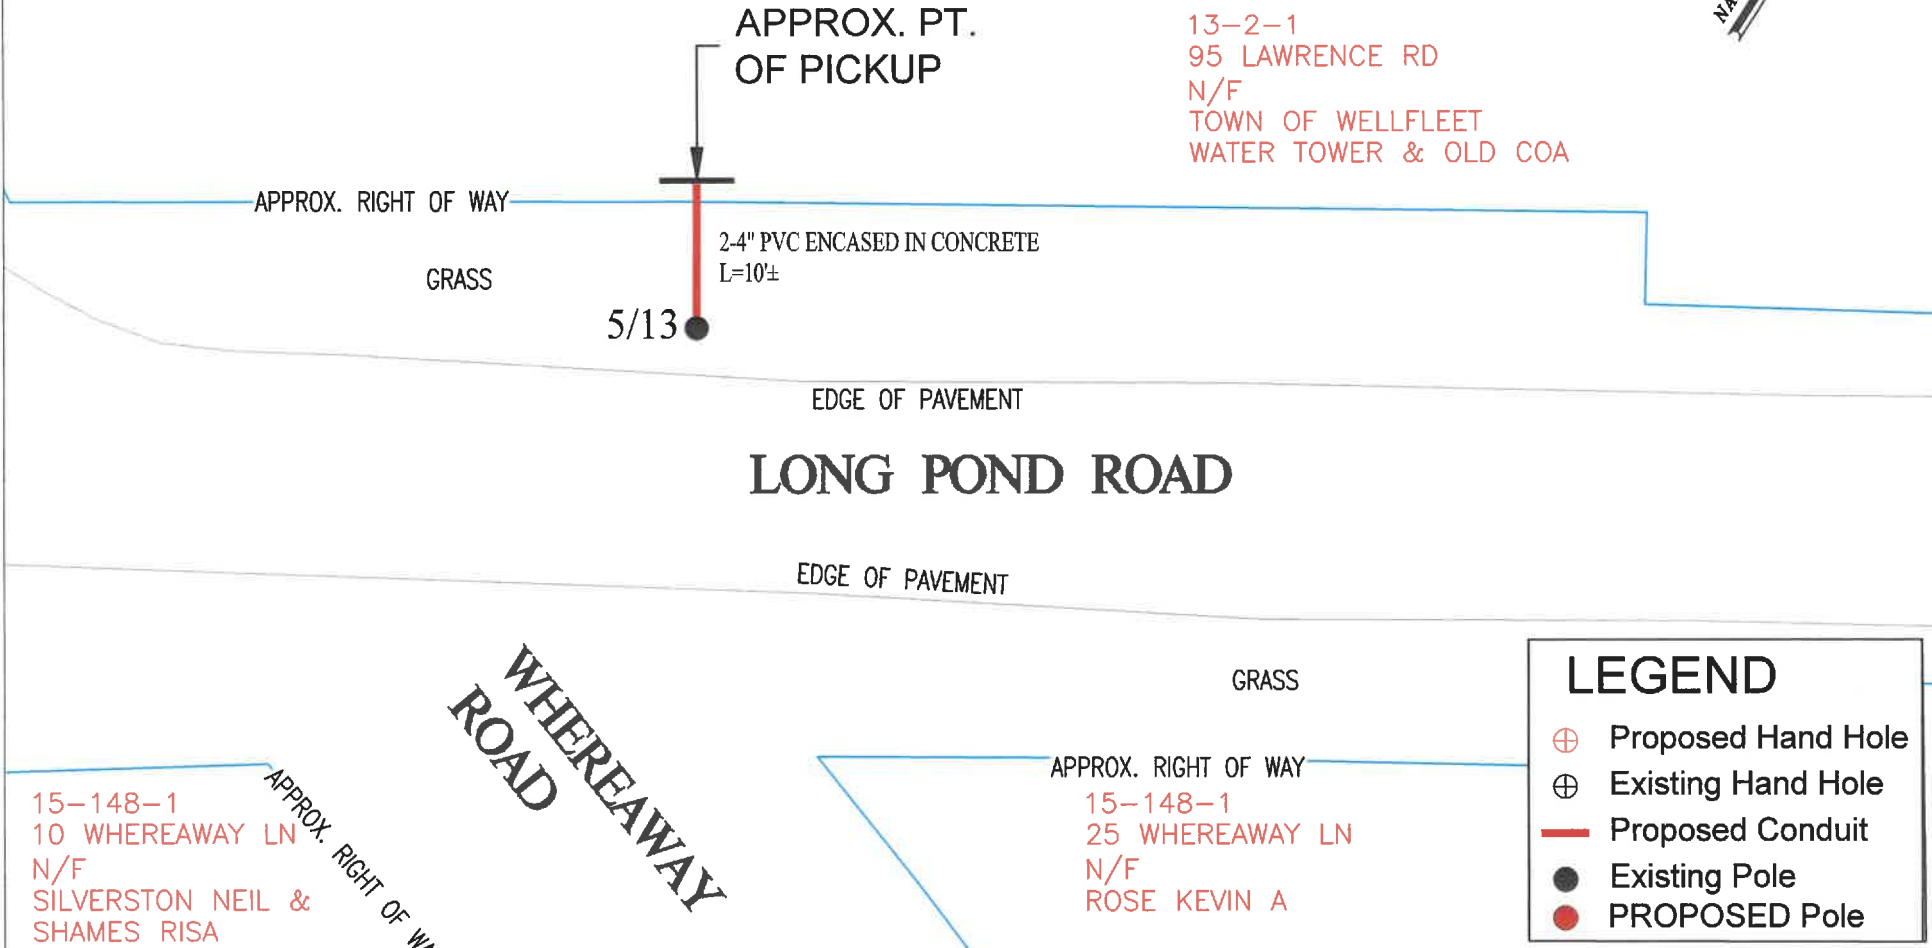 APPROX. PT.
OF PICKUP
13-2-1
95 LAWRENCE RD
N/F
TOWN OF WELLFLEET
WATER TOWER & OLD COA
APPROX. RIGHT OF WAY
2-4" PVC ENCASED IN CONCRETE
L=10'±
GRASS
5/13
EDGE OF PAVEMENT
LONG POND ROAD
EDGE OF PAVEMENT
WHEREAWAY
ROAD
GRASS
APPROX. RIGHT OF WAY
15-148-1
10 WHEREAWAY LN
N/F
SILVERSTON NEIL &
SHAMES RISA
APPROX. RIGHT OF WA
15-148-1
25 WHEREAWAY LN
N/F
ROSE KEVIN A
LEGEND
Proposed Hand Hole
Existing Hand Hole
Proposed Conduit
Existing Pole
PROPOSED Pole